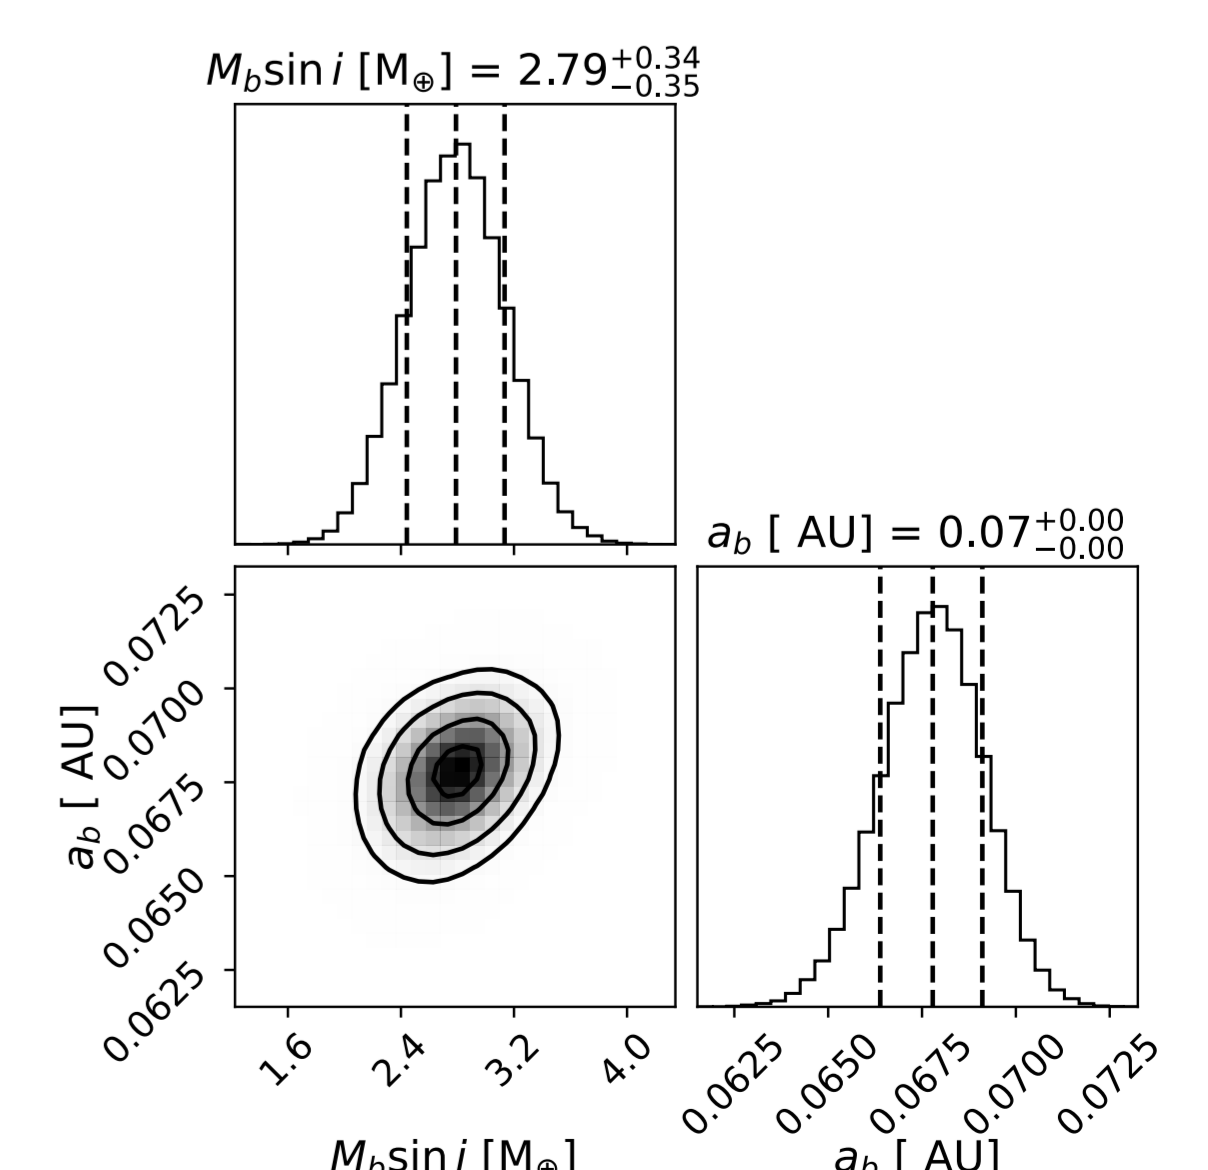 M_b sin i [M_⊕] = 2.79^{+0.34}_{-0.35}
a_b [ AU] = 0.07^{+0.00}_{-0.00}
a_b [ AU]
0.0725
0.0700
0.0675
0.0650
0.0625
1.6 2.4 3.2 4.0
0.0625 0.0650 0.0675 0.0700 0.0725
M_b sin i [M_⊕]
a_b [ AU]